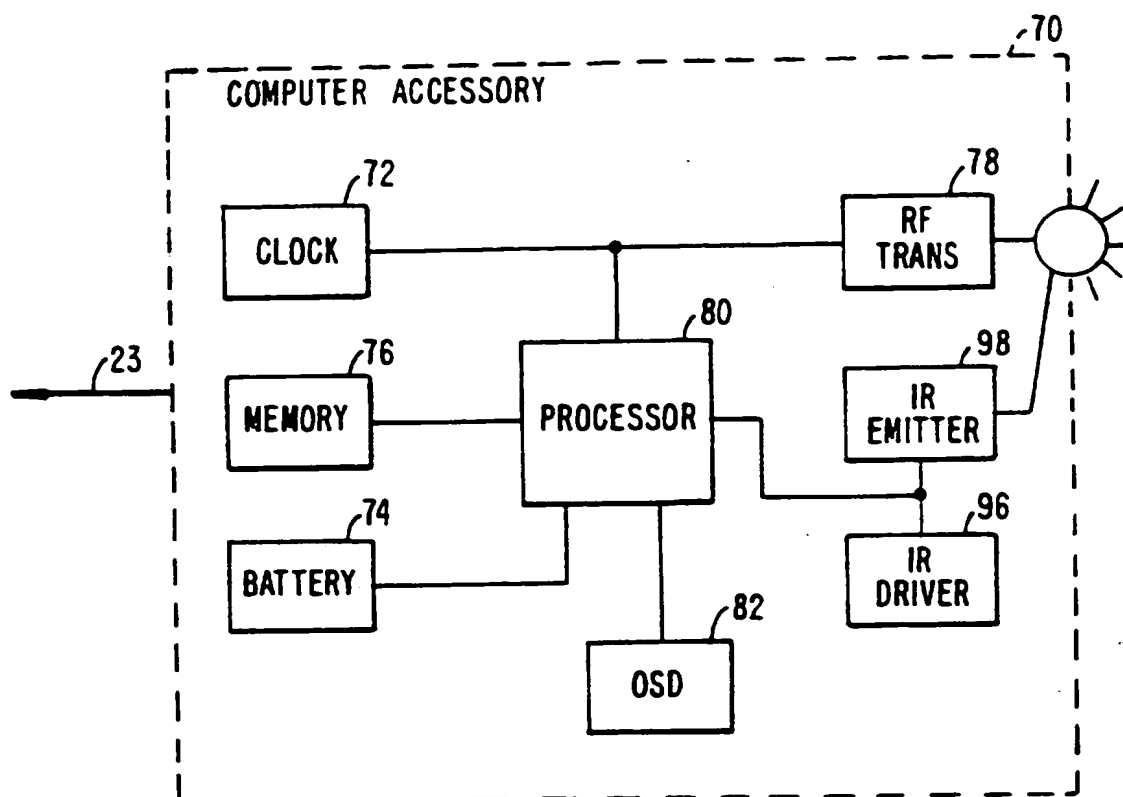 70
COMPUTER ACCESSORY
72
CLOCK
78
RF
TRANS
80
PROCESSOR
23
76
MEMORY
98
IR
EMITTER
74
BATTERY
96
IR
DRIVER
82
OSD